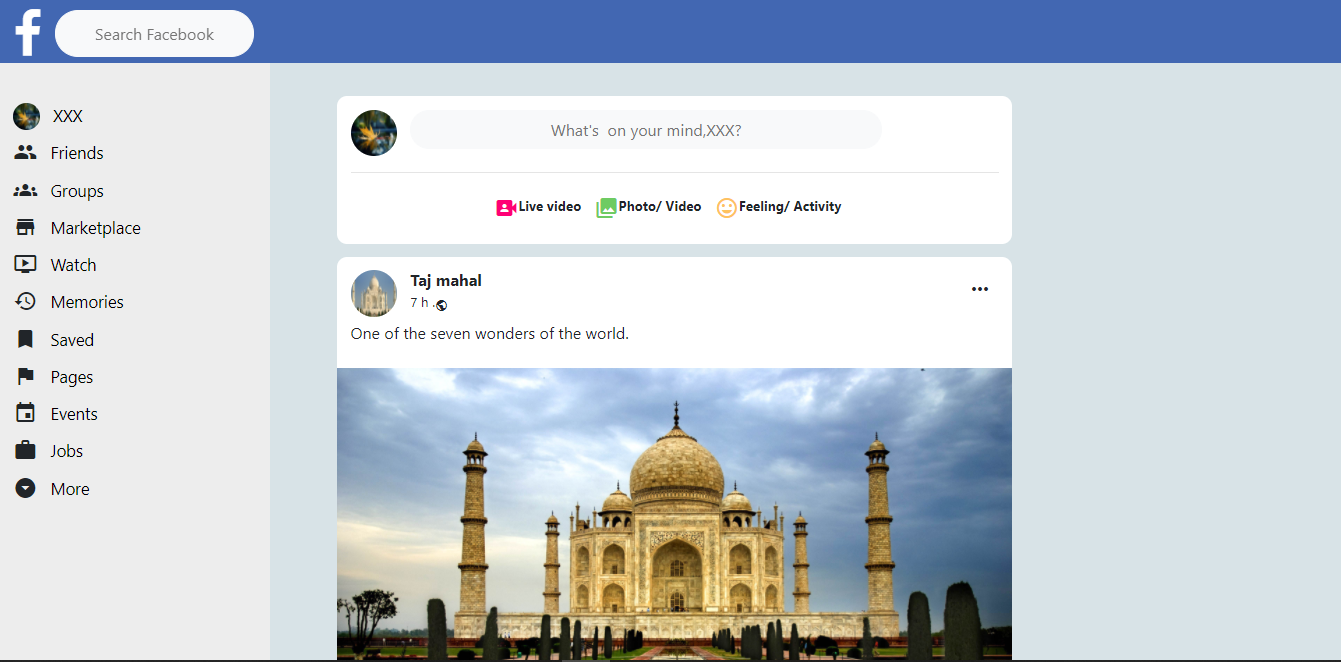 f
Search Facebook
XXX
Friends
Groups
Marketplace
Watch
Memories
Saved
Pages
Events
Jobs
More
What's  on your mind,XXX?
Live video Photo/ Video Feeling/ Activity
Taj mahal
7 h .
One of the seven wonders of the world.